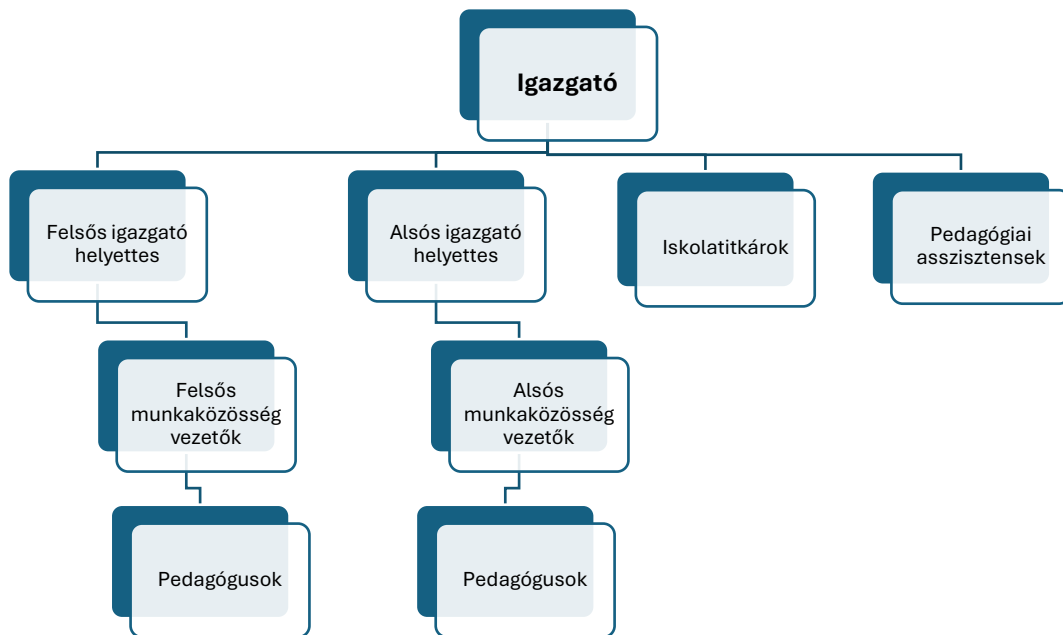 Igazgató
Felsős igazgató
helyettes
Alsós igazgató
helyettes
Iskolatitkárok
Pedagógiai
asszisztensek
Felsős
munkaközösség
vezetők
Alsós
munkaközösség
vezetők
Pedagógusok
Pedagógusok